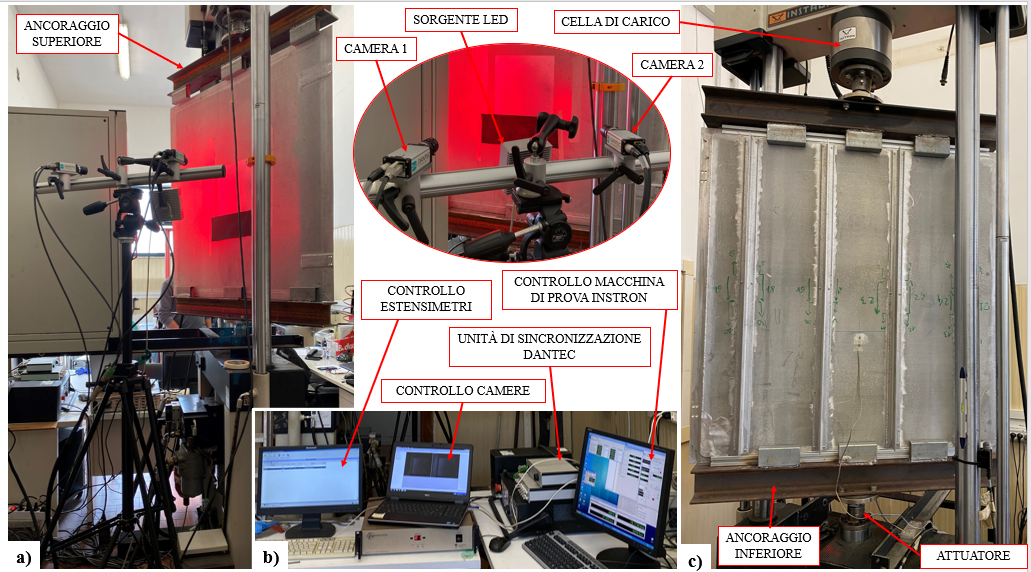 ANCORAGGIO
SUPERIORE
SORGENTE LED
CAMERA 1
CELLA DI CARICO
CAMERA 2
INSTRON
CONTROLLO
ESTENSIMETRI
CONTROLLO MACCHINA
DI PROVA INSTRON
UNITÀ DI SINCRONIZZAZIONE
DANTEC
CONTROLLO CAMERE
ANCORAGGIO
INFERIORE
ATTUATORE
a)
b)
c)